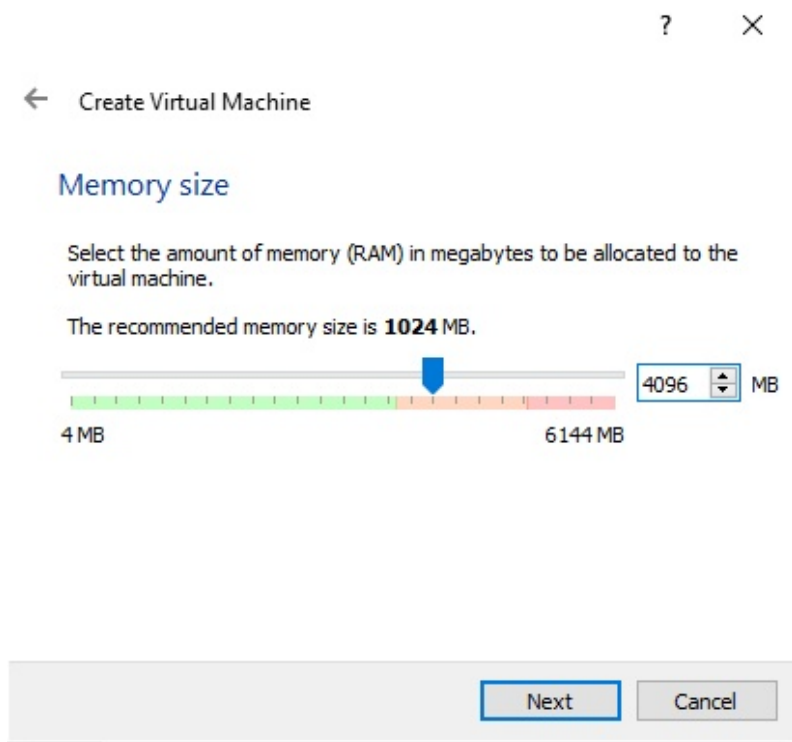 ?
Create Virtual Machine
Memory size
Select the amount of memory (RAM) in megabytes to be allocated to the
virtual machine.
The recommended memory size is 1024 MB.
4096 MB
4 MB 6144 MB
Next Cancel